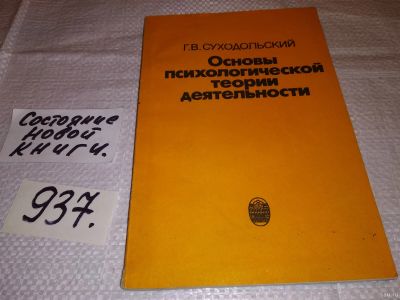 Г.В. СУХОДОЛЬСКИЙ
Основы
психологической
теории
деятельности
Состояние
новой
книги.
937.